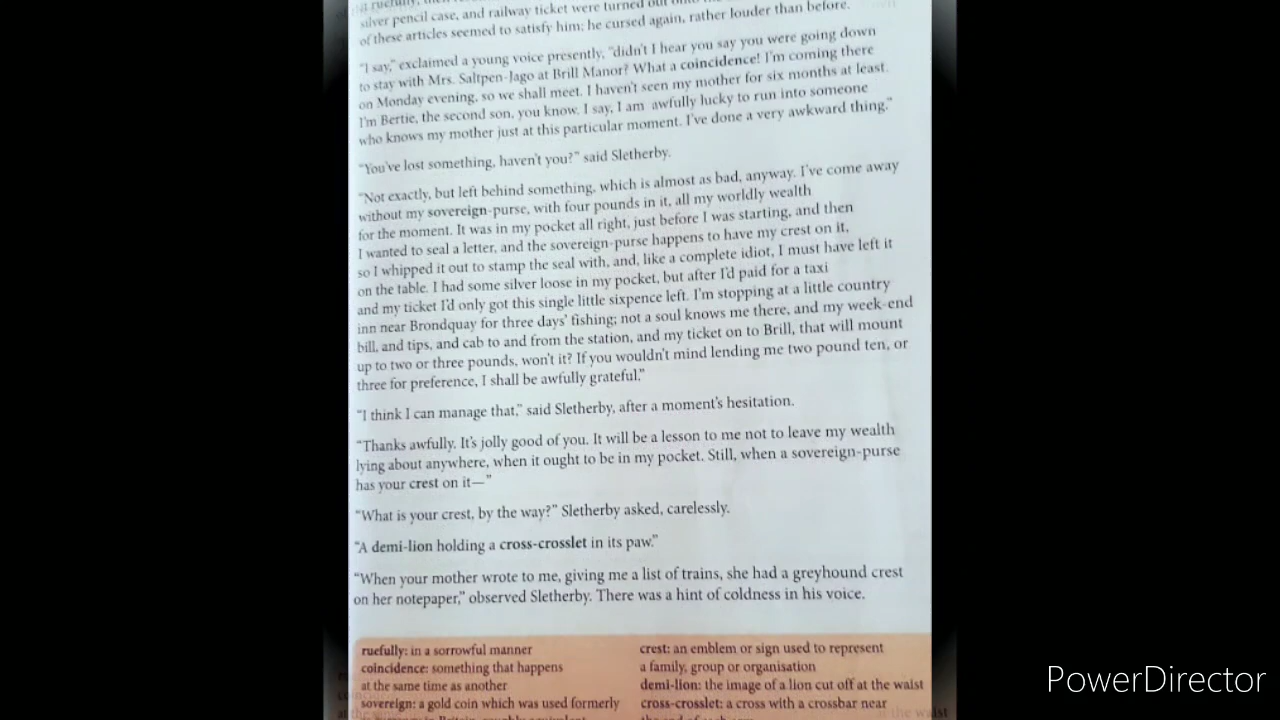 ruefully,
silver pencil case, and railway ticket were turned out
of these articles seemed to satisfy him; he cursed again, rather louder than before.
"I say," exclaimed a young voice presently, "didn't I hear you say you were going down
to stay with Mrs. Saltpen-Jago at Brill Manor? What a coincidence! I'm coming there
on Monday evening, so we shall meet. I haven't seen my mother for six months at least.
I'm Bertie, the second son, you know. I say, I am awfully lucky to run into someone
who knows my mother just at this particular moment. I've done a very awkward thing."
"You've lost something, haven't you?" said Sletherby.
"Not exactly, but left behind something, which is almost as bad, anyway. I've come away
without my sovereign-purse, with four pounds in it, all my worldly wealth
for the moment. It was in my pocket all right, just before I was starting, and then
I wanted to seal a letter, and the sovereign-purse happens to have my crest on it,
so I whipped it out to stamp the seal with, and, like a complete idiot, I must have left it
on the table. I had some silver loose in my pocket, but after I'd paid for a taxi
and my ticket I'd only got this single little sixpence left. I'm stopping at a little country
inn near Brondquay for three days' fishing; not a soul knows me there, and my week-end
bill, and tips, and cab to and from the station, and my ticket on to Brill, that will mount
up to two or three pounds, won't it? If you wouldn't mind lending me two pound ten, or
three for preference, I shall be awfully grateful."
"I think I can manage that," said Sletherby, after a moment's hesitation.
"Thanks awfully. It's jolly good of you. It will be a lesson to me not to leave my wealth
lying about anywhere, when it ought to be in my pocket. Still, when a sovereign-purse
has your crest on it—"
"What is your crest, by the way?" Sletherby asked, carelessly.
"A demi-lion holding a cross-crosslet in its paw."
"When your mother wrote to me, giving me a list of trains, she had a greyhound crest
on her notepaper," observed Sletherby. There was a hint of coldness in his voice.
ruefully: in a sorrowful manner
coincidence: something that happens
at the same time as another
sovereign: a gold coin which was used formerly
crest: an emblem or sign used to represent
a family, group or organisation
demi-lion: the image of a lion cut off at the waist
cross-crosslet: a cross with a crossbar near
PowerDirector